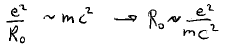 e²/R₀ ~ mc² → R₀ ~ e²/mc²